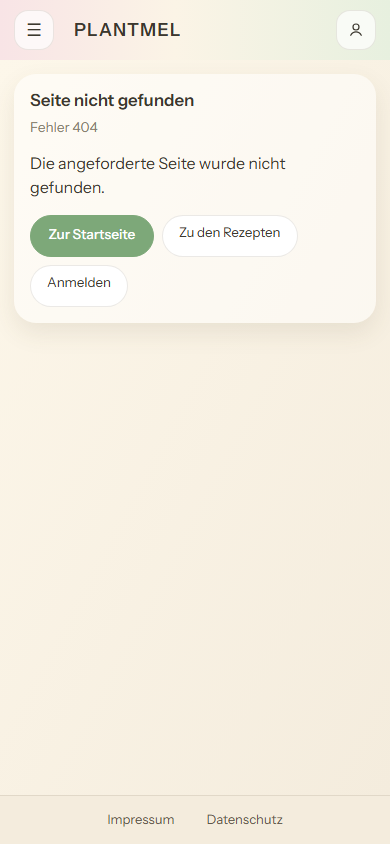 PLANTMEL
Seite nicht gefunden
Fehler 404
Die angeforderte Seite wurde nicht
gefunden.
Zur Startseite
Zu den Rezepten
Anmelden
Impressum
Datenschutz